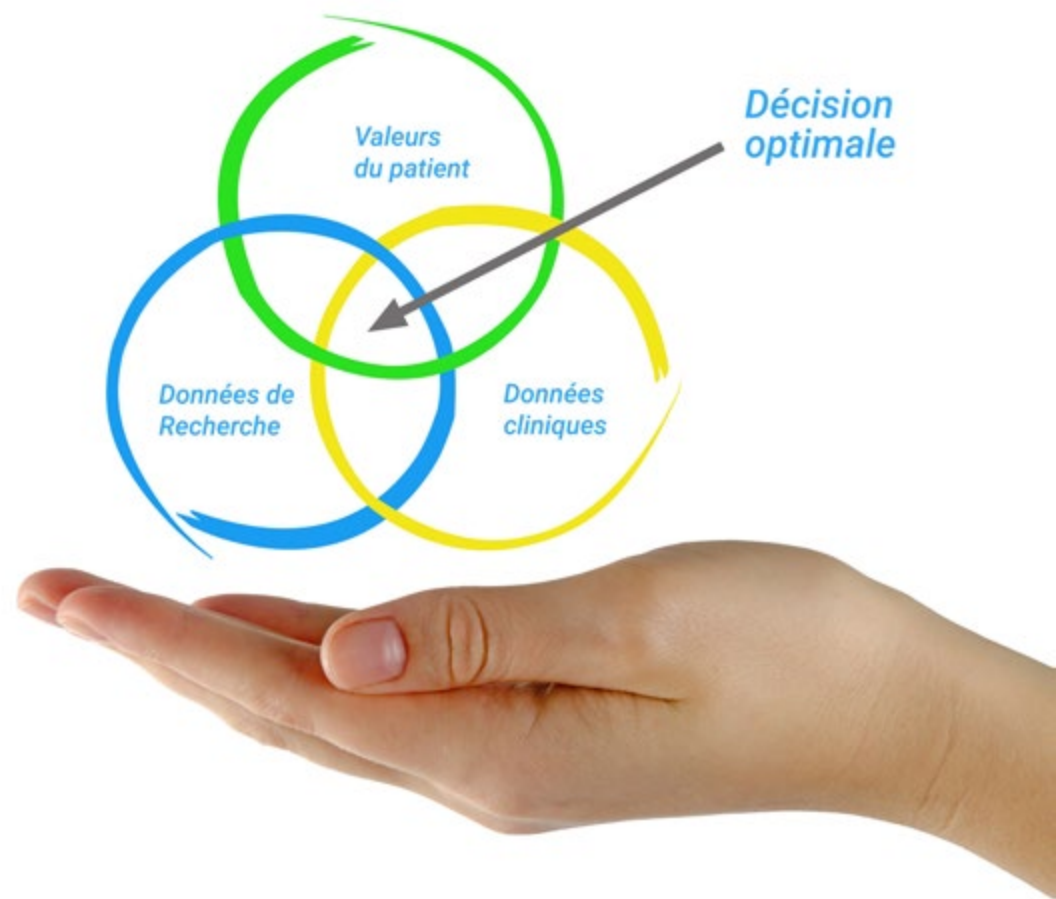 Décision
optimale
Valeurs
du patient
Données de
Recherche
Données
cliniques